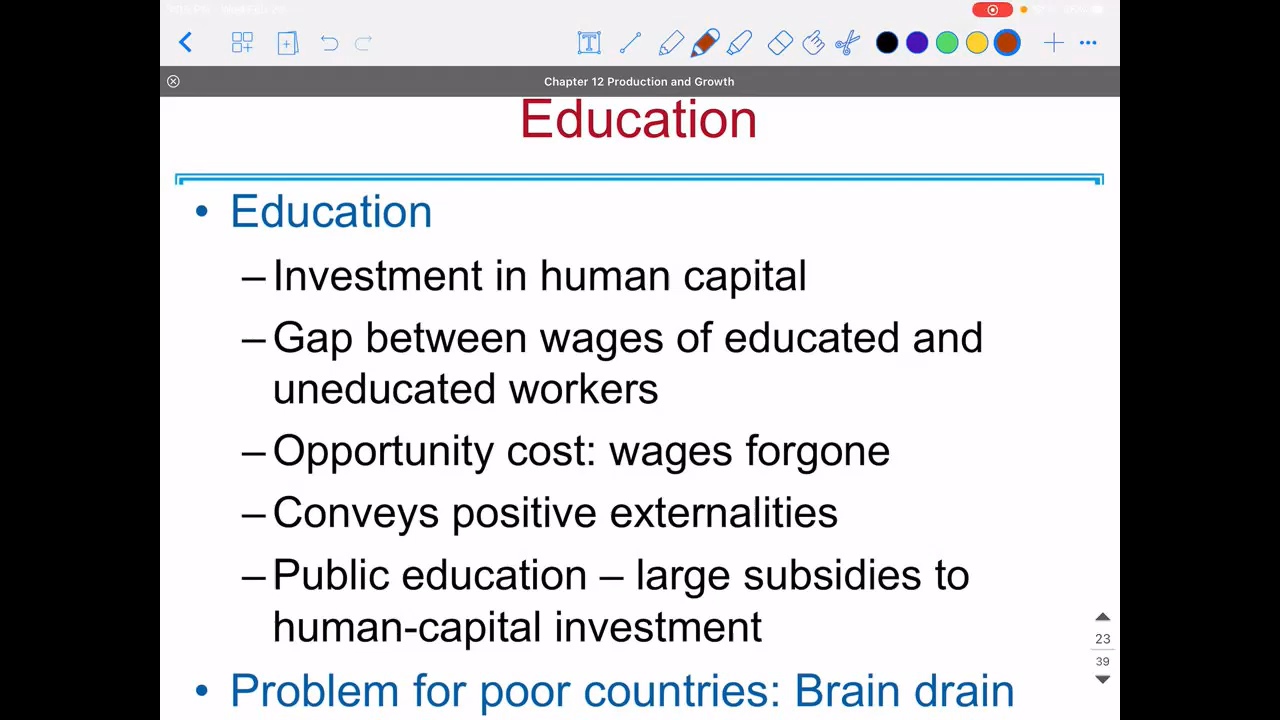 Chapter 12 Production and Growth
Education
• Education
– Investment in human capital
– Gap between wages of educated and
uneducated workers
– Opportunity cost: wages forgone
– Conveys positive externalities
– Public education – large subsidies to
human-capital investment
• Problem for poor countries: Brain drain
23
39